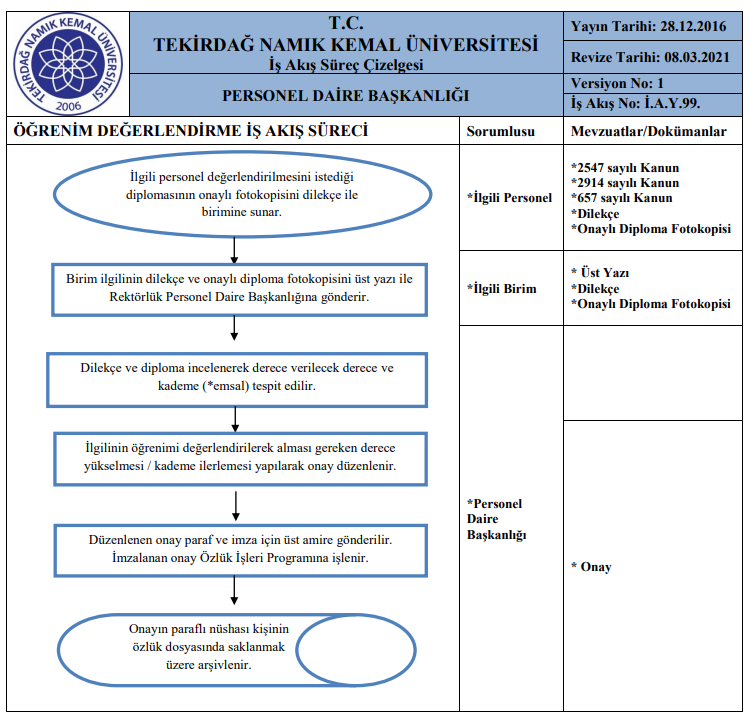 TEKİRDAĞ NAMIK KEMAL ÜNİVERSİTESİ
2006
T.C.
TEKİRDAĞ NAMIK KEMAL ÜNİVERSİTESİ
İş Akış Süreç Çizelgesi
PERSONEL DAİRE BAŞKANLIĞI
Yayın Tarihi: 28.12.2016
Revize Tarihi: 08.03.2021
Versiyon No: 1
İş Akış No: İ.A.Y.99.
ÖĞRENİM DEĞERLENDİRME İŞ AKIŞ SÜRECİ
Sorumlusu
Mevzuatlar/Dokümanlar
İlgili personel değerlendirilmesini istediği
diplomasının onaylı fotokopisini dilekçe ile
birimine sunar.
*İlgili Personel
*2547 sayılı Kanun
*2914 sayılı Kanun
*657 sayılı Kanun
*Dilekçe
*Onaylı Diploma Fotokopisi
Birim ilgilinin dilekçe ve onaylı diploma fotokopisini üst yazı ile
Rektörlük Personel Daire Başkanlığına gönderir.
*İlgili Birim
* Üst Yazı
*Dilekçe
*Onaylı Diploma Fotokopisi
Dilekçe ve diploma incelenerek derece verilecek derece ve
kademe (*emsal) tespit edilir.
İlgilinin öğrenimi değerlendirilerek alması gereken derece
yükselmesi / kademe ilerlemesi yapılarak onay düzenlenir.
Düzenlenen onay paraf ve imza için üst amire gönderilir.
İmzalanan onay Özlük İşleri Programına işlenir.
Onayın paraflı nüshası kişinin
özlük dosyasında saklanmak
üzere arşivlenir.
*Personel
Daire
Başkanlığı
* Onay